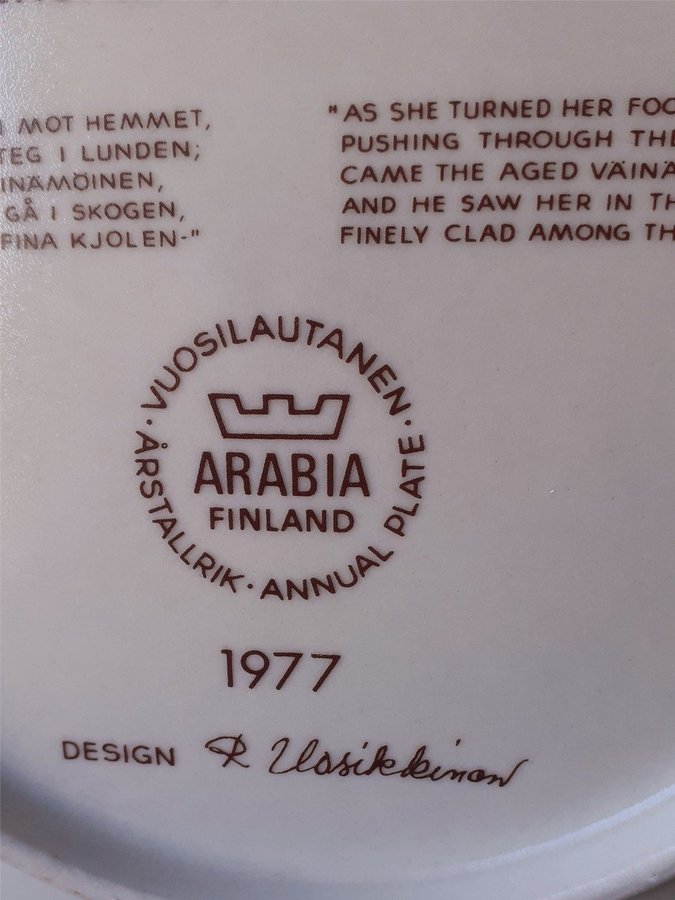 MOT HEMMET,
TEG I LUNDEN;
INÄMÖINEN,
GÅ I SKOGEN,
FINA KJOLEN-"
"AS SHE TURNED HER FOO
PUSHING THROUGH THE
CAME THE AGED VÄINÄ
AND HE SAW HER IN TH
FINELY CLAD AMONG TH
· VUOSILAUTANEN ·
ARABIA
FINLAND
ÅRSTALLRIK · ANNUAL PLATE
1977
DESIGN R Uosikkinen